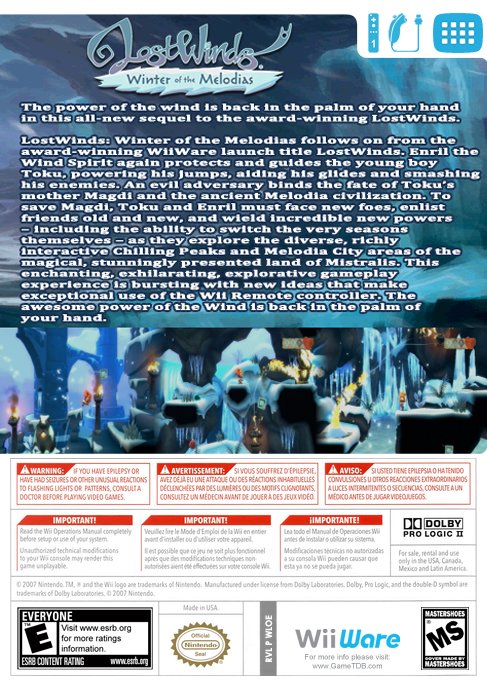 LostWinds
Winter of the Melodias
1
The power of the wind is back in the palm of your hand
in this all-new sequel to the award-winning LostWinds.
LostWinds: Winter of the Melodias follows on from the
award-winning WiiWare launch title LostWinds. Enril the
Wind Spirit again protects and guides the young boy
Toku, powering his jumps, aiding his glides and smashing
his enemies. An evil adversary binds the fate of Toku's
mother Magdi and the ancient Melodia civilization. To
save Magdi, Toku and Enril must face new foes, enlist
friends old and new, and wield incredible new powers
– including the ability to switch the very seasons
themselves – as they explore the diverse, richly
interactive Chilling Peaks and Melodia City areas of the
magical, stunningly presented land of Mistralis. This
enchanting, exhilarating, explorative gameplay
experience is bursting with new ideas that make
exceptional use of the Wii Remote controller. The
awesome power of the Wind is back in the palm of
your hand.
WARNING: IF YOU HAVE EPILEPSY OR
HAVE HAD SEIZURES OR OTHER UNUSUAL REACTIONS
TO FLASHING LIGHTS OR PATTERNS, CONSULT A
DOCTOR BEFORE PLAYING VIDEO GAMES.
AVERTISSEMENT: SI VOUS SOUFFREZ D'ÉPILEPSIE,
AVEZ DÉJÀ EU UNE ATTAQUE OU DES RÉACTIONS INHABITUELLES
DÉCLENCHÉES PAR DES LUMIÈRES OU DES MOTIFS CLIGNOTANTS,
CONSULTEZ UN MÉDECIN AVANT DE JOUER À DES JEUX VIDÉO.
AVISO: SI USTED TIENE EPILEPSIA O HA TENIDO
CONVULSIONES U OTRAS REACCIONES EXTRAORDINARIOS
A LUCES INTERMITENTES O SECUENCIAS, CONSULTE A UN
MÉDICO ANTES DE JUGAR VIDEOJUEGOS.
IMPORTANT!
Read the Wii Operations Manual completely
before setup or use of your system.
Unauthorized technical modifications
to your Wii console may render this
game unplayable.
IMPORTANT!
Veuillez lire le Mode d'Emploi de la Wii en entier
avant d'installer ou d'utiliser votre appareil.
Il est possible que ce jeu ne soit plus fonctionnel
après que des modifications techniques non-
autorisées aient été effectuées sur votre console Wii.
¡IMPORTANTE!
Lea todo el Manual de Operaciones Wii
antes de instalar o utilizar su sistema.
Modificaciones técnicas no autorizadas
a su consola Wii pueden causar que
esta ya no se pueda jugar.
DOLBY
PRO LOGIC II
For sale, rental and use
only in the USA, Canada,
Mexico and Latin America.
© 2007 Nintendo. TM, ® and the Wii logo are trademarks of Nintendo. Manufactured under license from Dolby Laboratories. Dolby, Pro Logic, and the double-D symbol are
trademarks of Dolby Laboratories. © 2007 Nintendo.
EVERYONE
E
Visit www.esrb.org
for more ratings
information.
ESRB CONTENT RATING www.esrb.org
Made in USA.
Official
Nintendo
Seal
RVL P WLOE
WiiWare
For more info please visit:
www.GameTDB.com
MASTERSHOES
MS
MASTERSHOES